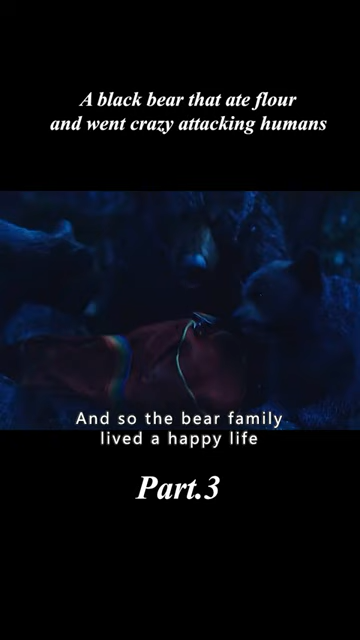 A black bear that ate flour
and went crazy attacking humans
And so the bear family
lived a happy life
Part.3